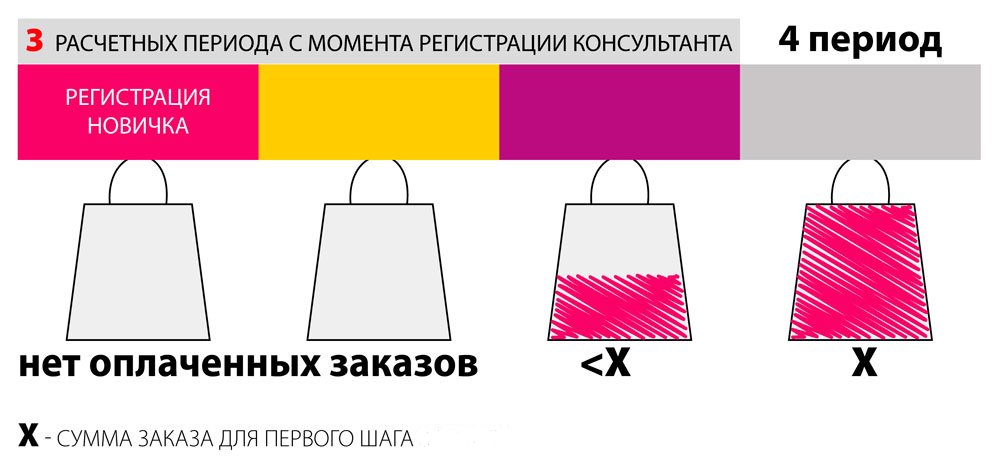 3 РАСЧЕТНЫХ ПЕРИОДА С МОМЕНТА РЕГИСТРАЦИИ КОНСУЛЬТАНТА
4 период
РЕГИСТРАЦИЯ
НОВИЧКА
нет оплаченных заказов
<X
X
X - СУММА ЗАКАЗА ДЛЯ ПЕРВОГО ШАГА